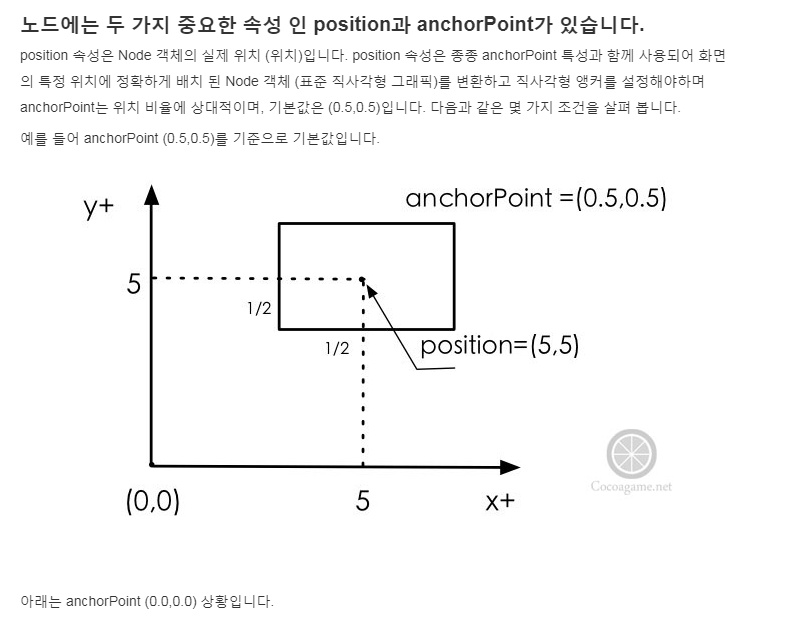 노드에는 두 가지 중요한 속성 인 position과 anchorPoint가 있습니다.
position 속성은 Node 객체의 실제 위치 (위치)입니다. position 속성은 종종 anchorPoint 특성과 함께 사용되어 화면
의 특정 위치에 정확하게 배치 된 Node 객체 (표준 직사각형 그래픽)를 변환하고 직사각형 앵커를 설정해야하며
anchorPoint는 위치 비율에 상대적이며, 기본값은 (0.5,0.5)입니다. 다음과 같은 몇 가지 조건을 살펴 봅니다.
예를 들어 anchorPoint (0.5,0.5)를 기준으로 기본값입니다.
anchorPoint =(0.5,0.5)
y+
5
1/2
1/2
position=(5,5)
Cocoagame.net
(0,0)
5
x+
아래는 anchorPoint (0.0,0.0) 상황입니다.